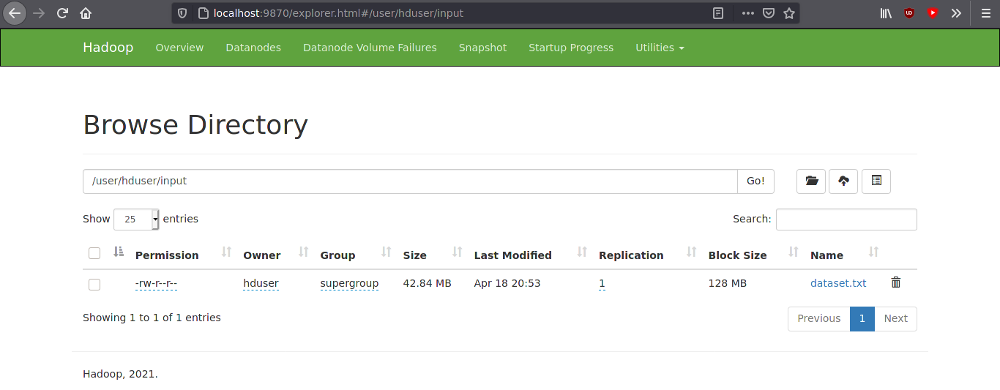 localhost:9870/explorer.html#/user/hduser/input
Hadoop Overview Datanodes Datanode Volume Failures Snapshot Startup Progress Utilities
Browse Directory
/user/hduser/input Go!
Show 25 entries Search:
Permission Owner Group Size Last Modified Replication Block Size Name
-rw-r--r-- hduser supergroup 42.84 MB Apr 18 20:53 1 128 MB dataset.txt
Showing 1 to 1 of 1 entries Previous 1 Next
Hadoop, 2021.